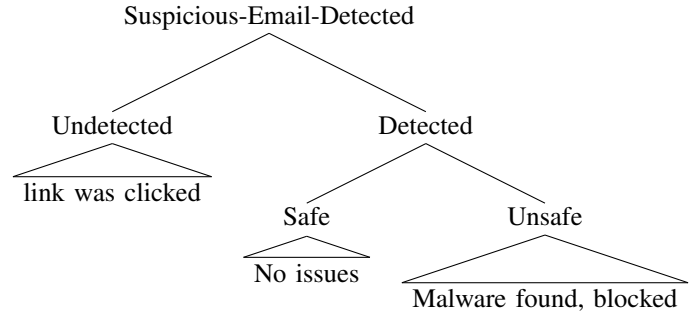 Suspicious-Email-Detected
Undetected
Detected
link was clicked
Safe
Unsafe
No issues
Malware found, blocked